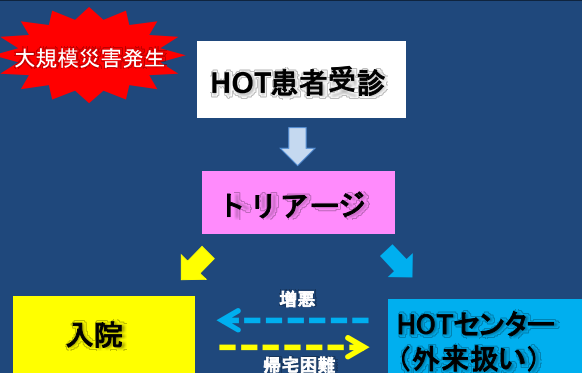 大規模災害発生
HOT患者受診
トリアージ
増悪
入院
HOTセンター
（外来扱い）
帰宅困難